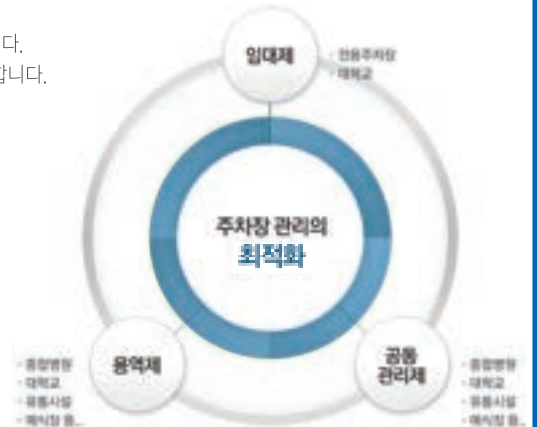 다.
합니다.
임대제
· 전용주차장
· 대학교
주차장 관리의
최적화
용역제
· 종합병원
· 대학교
· 유통시설
· 예식장 등..
공동
관리제
· 종합병원
· 대학교
· 유통시설
· 예식장 등..